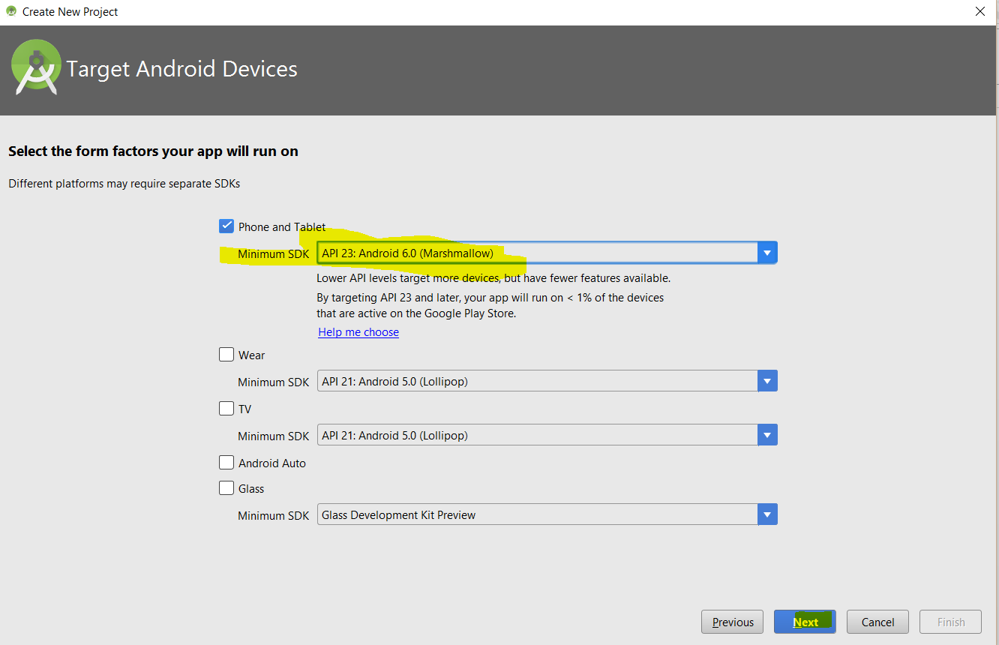 Create New Project
Target Android Devices
Select the form factors your app will run on
Different platforms may require separate SDKs
Phone and Tablet
Minimum SDK API 23: Android 6.0 (Marshmallow)
Lower API levels target more devices, but have fewer features available.
By targeting API 23 and later, your app will run on < 1% of the devices
that are active on the Google Play Store.
Help me choose
Wear
Minimum SDK API 21: Android 5.0 (Lollipop)
TV
Minimum SDK API 21: Android 5.0 (Lollipop)
Android Auto
Glass
Minimum SDK Glass Development Kit Preview
Previous Next Cancel Finish